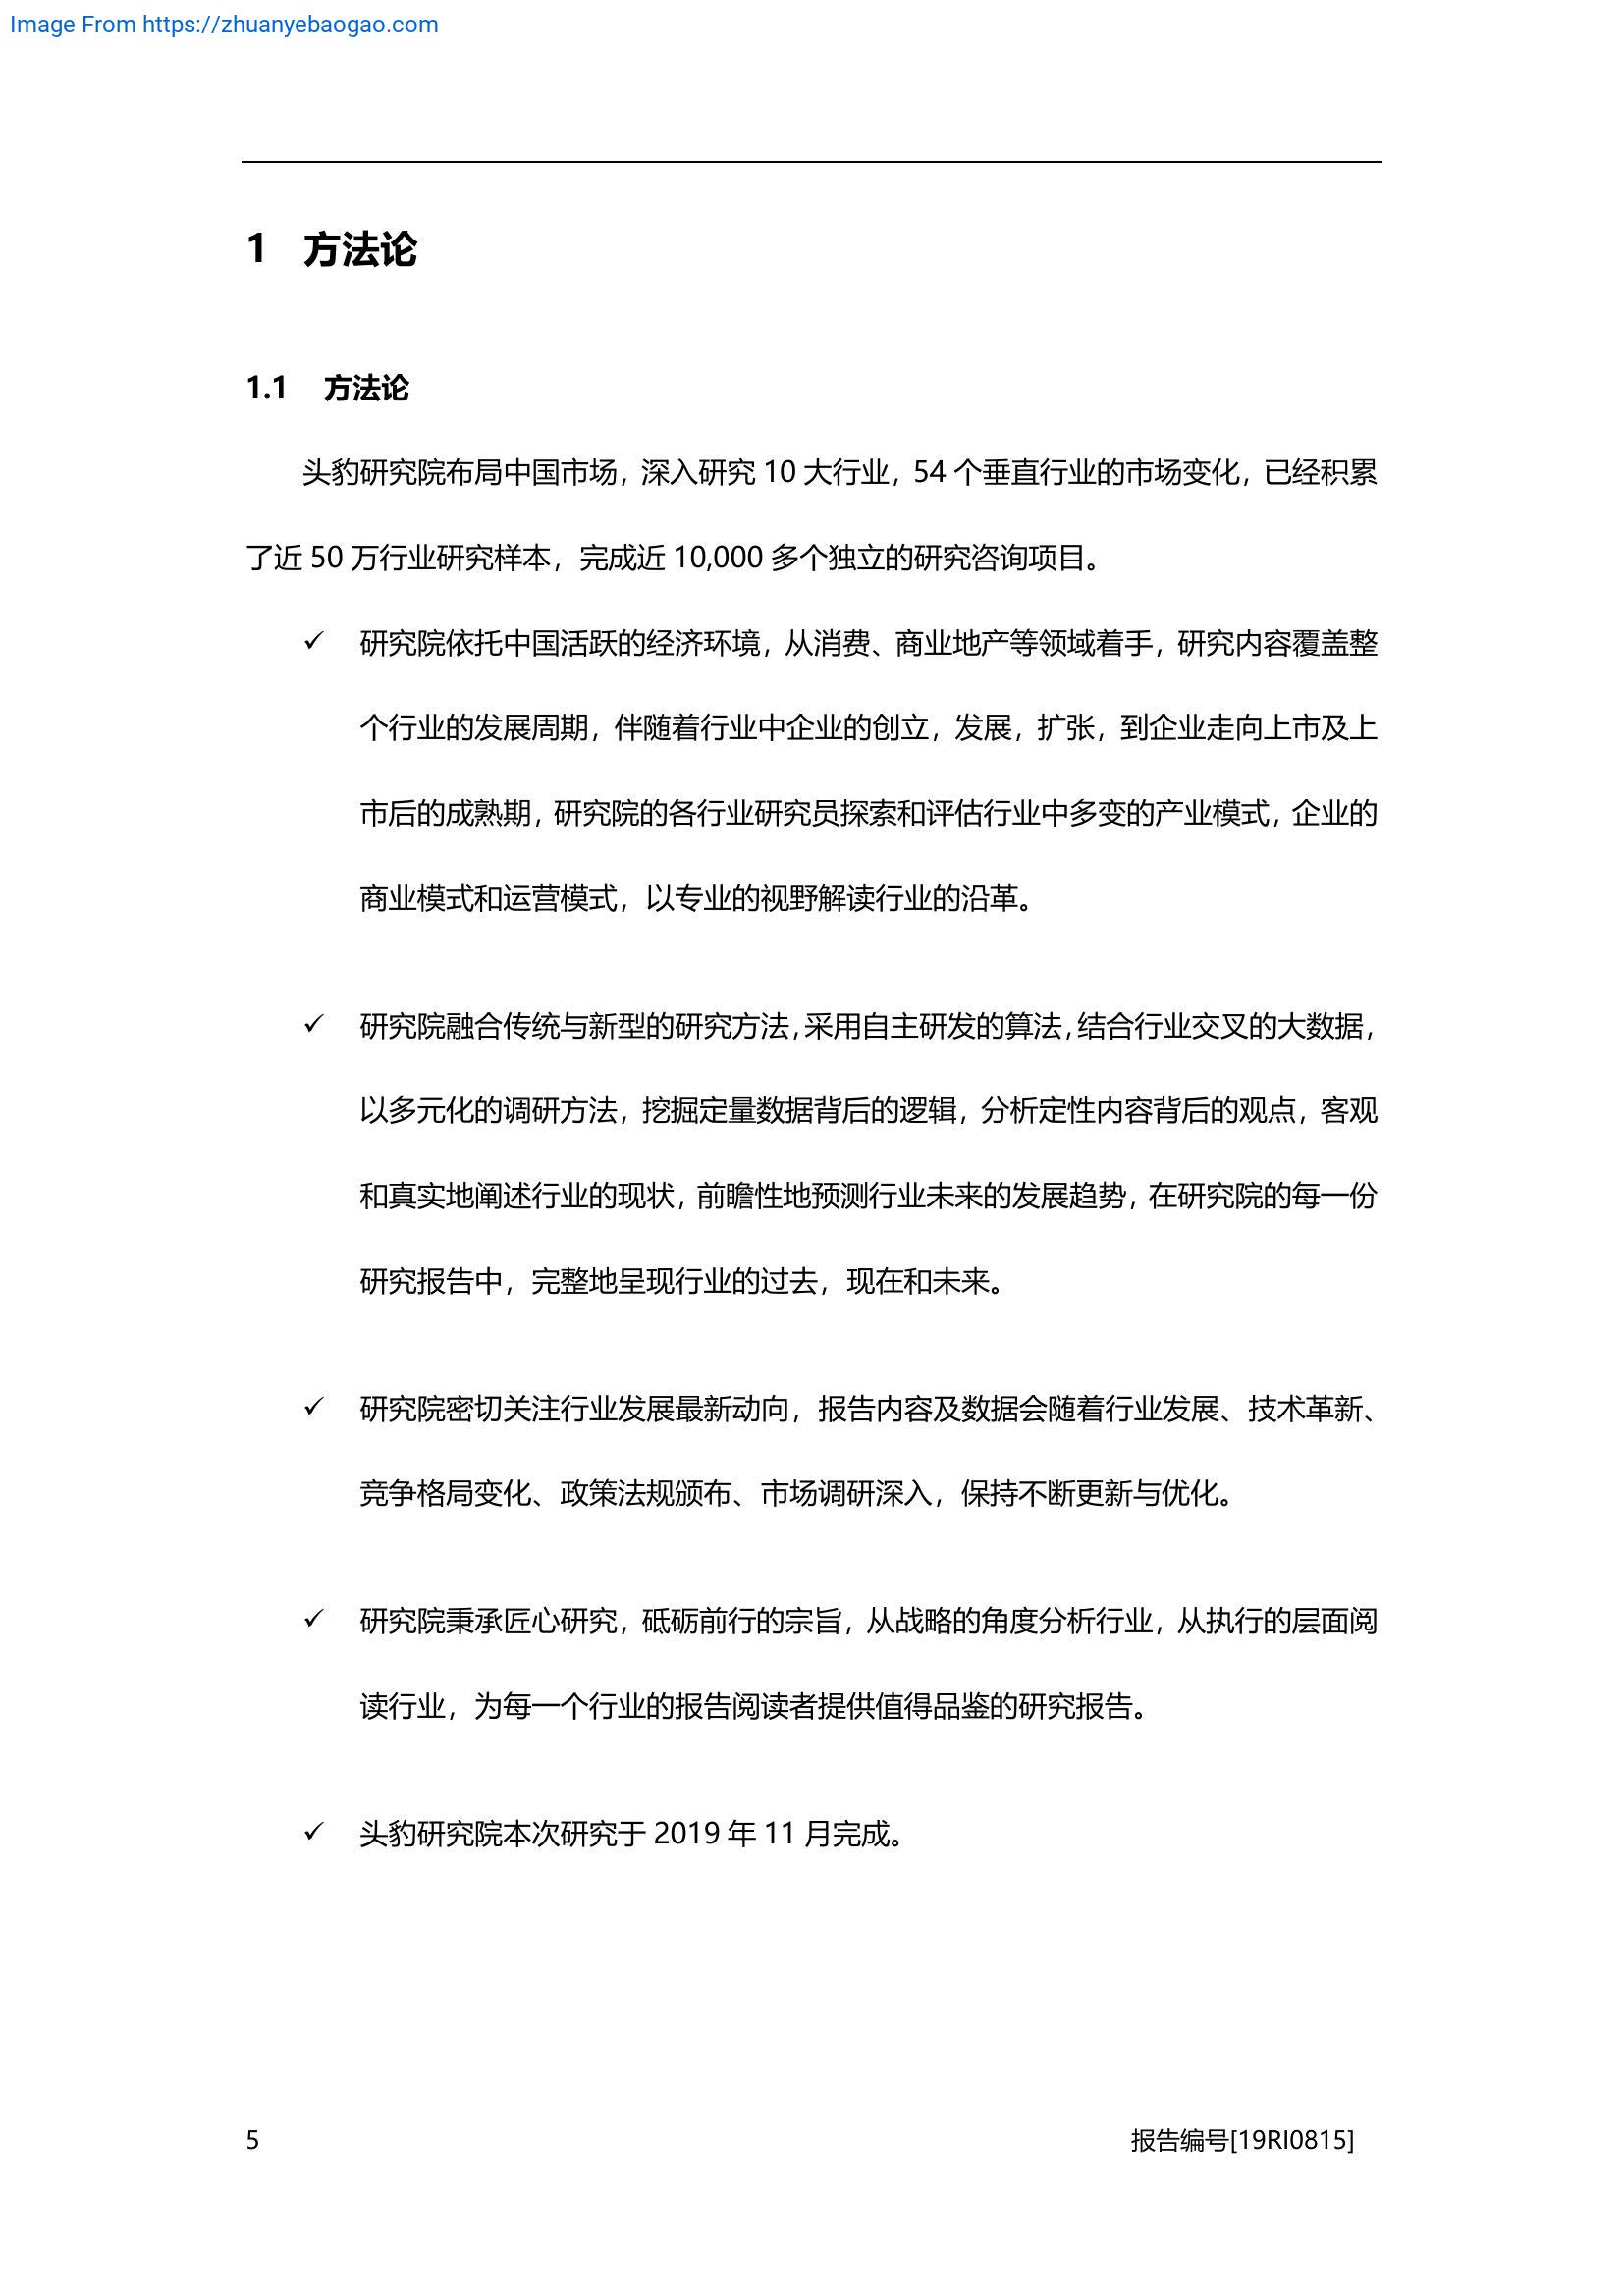 Image From https://zhuanyebaogao.com
1 方法论
1.1 方法论
头豹研究院布局中国市场，深入研究 10 大行业，54 个垂直行业的市场变化，已经积累
了近 50 万行业研究样本，完成近 10,000 多个独立的研究咨询项目。
✓ 研究院依托中国活跃的经济环境，从消费、商业地产等领域着手，研究内容覆盖整
个行业的发展周期，伴随着行业中企业的创立，发展，扩张，到企业走向上市及上
市后的成熟期，研究院的各行业研究员探索和评估行业中多变的产业模式，企业的
商业模式和运营模式，以专业的视野解读行业的沿革。
✓ 研究院融合传统与新型的研究方法，采用自主研发的算法，结合行业交叉的大数据，
以多元化的调研方法，挖掘定量数据背后的逻辑，分析定性内容背后的观点，客观
和真实地阐述行业的现状，前瞻性地预测行业未来的发展趋势，在研究院的每一份
研究报告中，完整地呈现行业的过去，现在和未来。
✓ 研究院密切关注行业发展最新动向，报告内容及数据会随着行业发展、技术革新、
竞争格局变化、政策法规颁布、市场调研深入，保持不断更新与优化。
✓ 研究院秉承匠心研究，砥砺前行的宗旨，从战略的角度分析行业，从执行的层面阅
读行业，为每一个行业的报告阅读者提供值得品鉴的研究报告。
✓ 头豹研究院本次研究于 2019 年 11 月完成。
5 报告编号[19RI0815]